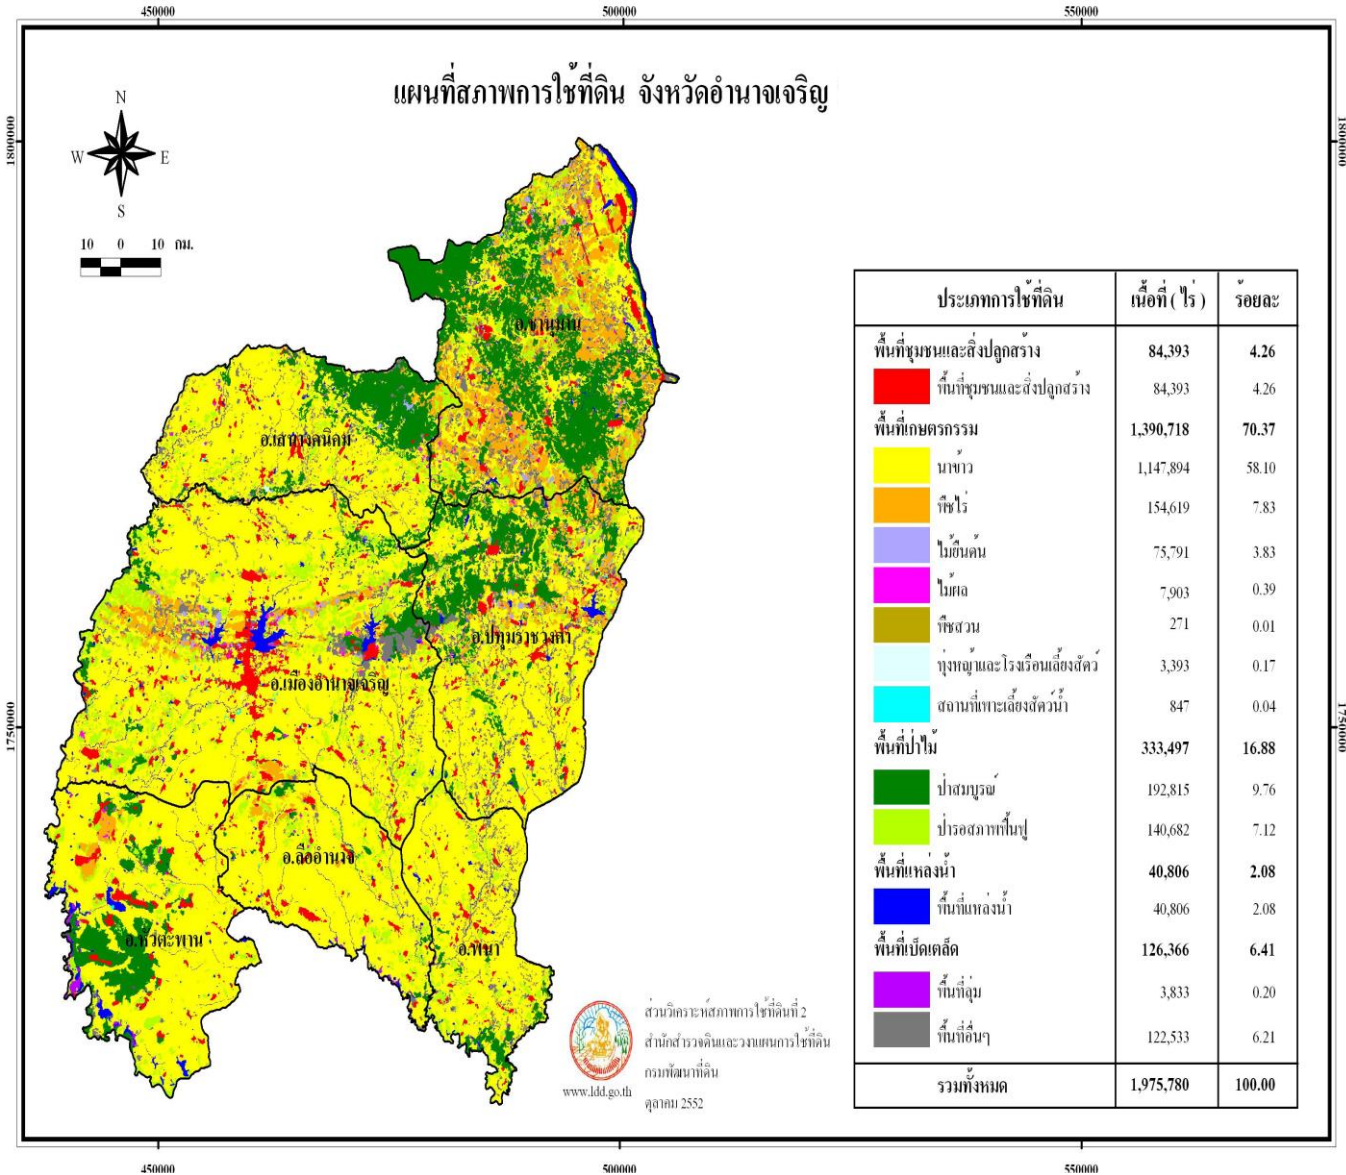 450000 500000 550000
แผนที่สภาพการใช้ที่ดิน จังหวัดอำนาจเจริญ
N
W E
S
10 0 10 กม.
1800000 1800000
1750000 1750000
อ.ชานุมาน
อ.เสนางคนิคม
อ.ปทุมราชวงศา
อ.เมืองอำนาจเจริญ
อ.ลืออำนาจ
อ.หัวตะพาน
อ.พนา
ประเภทการใช้ที่ดิน เนื้อที่ ( ไร่ ) ร้อยละ
พื้นที่ชุมชนและสิ่งปลูกสร้าง 84,393 4.26
พื้นที่ชุมชนและสิ่งปลูกสร้าง 84,393 4.26
พื้นที่เกษตรกรรม 1,390,718 70.37
นาข้าว 1,147,894 58.10
พืชไร่ 154,619 7.83
ไม้ยืนต้น 75,791 3.83
ไม้ผล 7,903 0.39
พืชสวน 271 0.01
ทุ่งหญ้าและโรงเรือนเลี้ยงสัตว์ 3,393 0.17
สถานที่เพาะเลี้ยงสัตว์น้ำ 847 0.04
พื้นที่ป่าไม้ 333,497 16.88
ป่าสมบูรณ์ 192,815 9.76
ป่ารอสภาพฟื้นฟู 140,682 7.12
พื้นที่แหล่งน้ำ 40,806 2.08
พื้นที่แหล่งน้ำ 40,806 2.08
พื้นที่เบ็ดเตล็ด 126,366 6.41
พื้นที่ลุ่ม 3,833 0.20
พื้นที่อื่นๆ 122,533 6.21
รวมทั้งหมด 1,975,780 100.00
ส่วนวิเคราะห์สภาพการใช้ที่ดินที่ 2
สำนักสำรวจดินและวางแผนการใช้ที่ดิน
กรมพัฒนาที่ดิน
www.ldd.go.th
ตุลาคม 2552
450000 500000 550000